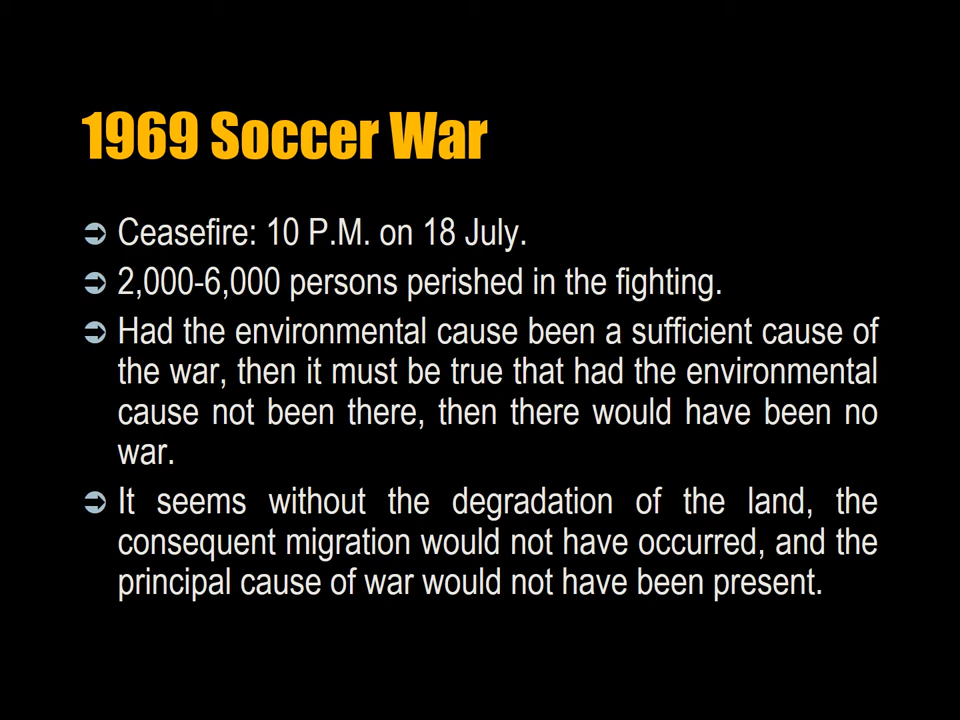 1969 Soccer War
➲ Ceasefire: 10 P.M. on 18 July.
➲ 2,000-6,000 persons perished in the fighting.
➲ Had the environmental cause been a sufficient cause of
the war, then it must be true that had the environmental
cause not been there, then there would have been no
war.
➲ It seems without the degradation of the land, the
consequent migration would not have occurred, and the
principal cause of war would not have been present.